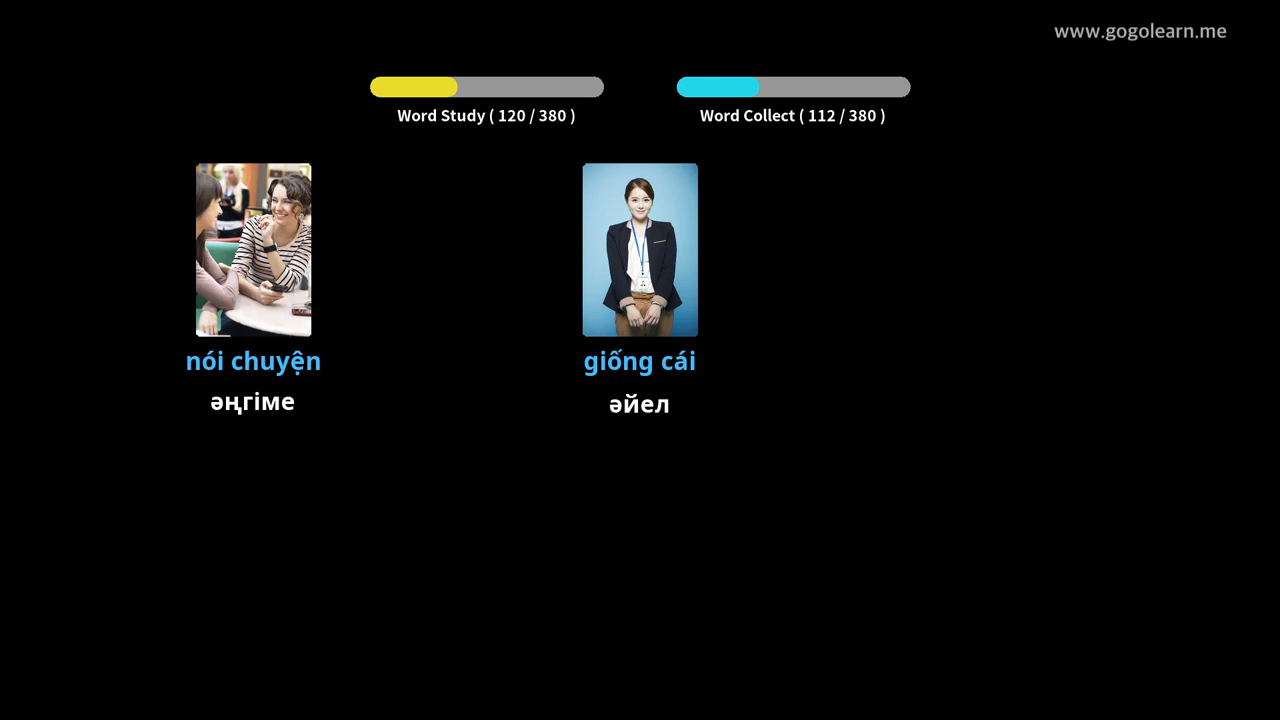 www.gogolearn.me
Word Study ( 120 / 380 )
Word Collect ( 112 / 380 )
nói chuyện
әңгіме
giống cái
әйел